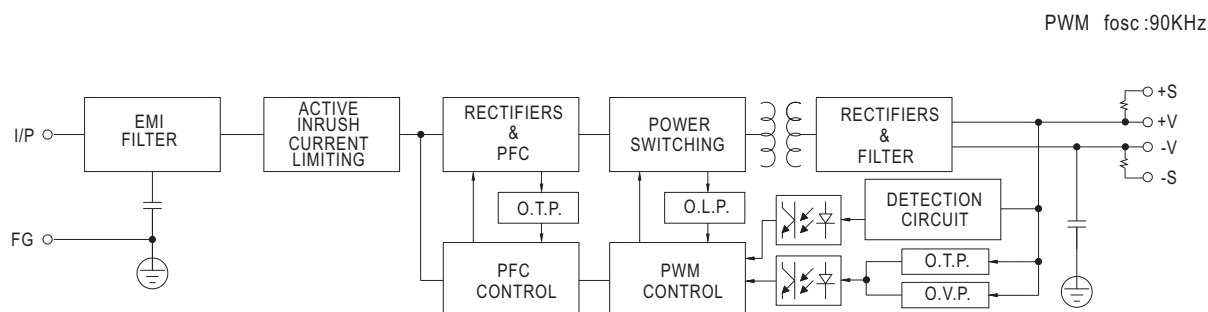 PWM fosc :90KHz
I/P
EMI
FILTER
ACTIVE
INRUSH
CURRENT
LIMITING
RECTIFIERS
&
PFC
POWER
SWITCHING
RECTIFIERS
&
FILTER
+S
+V
-V
-S
O.T.P.
O.L.P.
DETECTION
CIRCUIT
FG
PFC
CONTROL
PWM
CONTROL
O.T.P.
O.V.P.